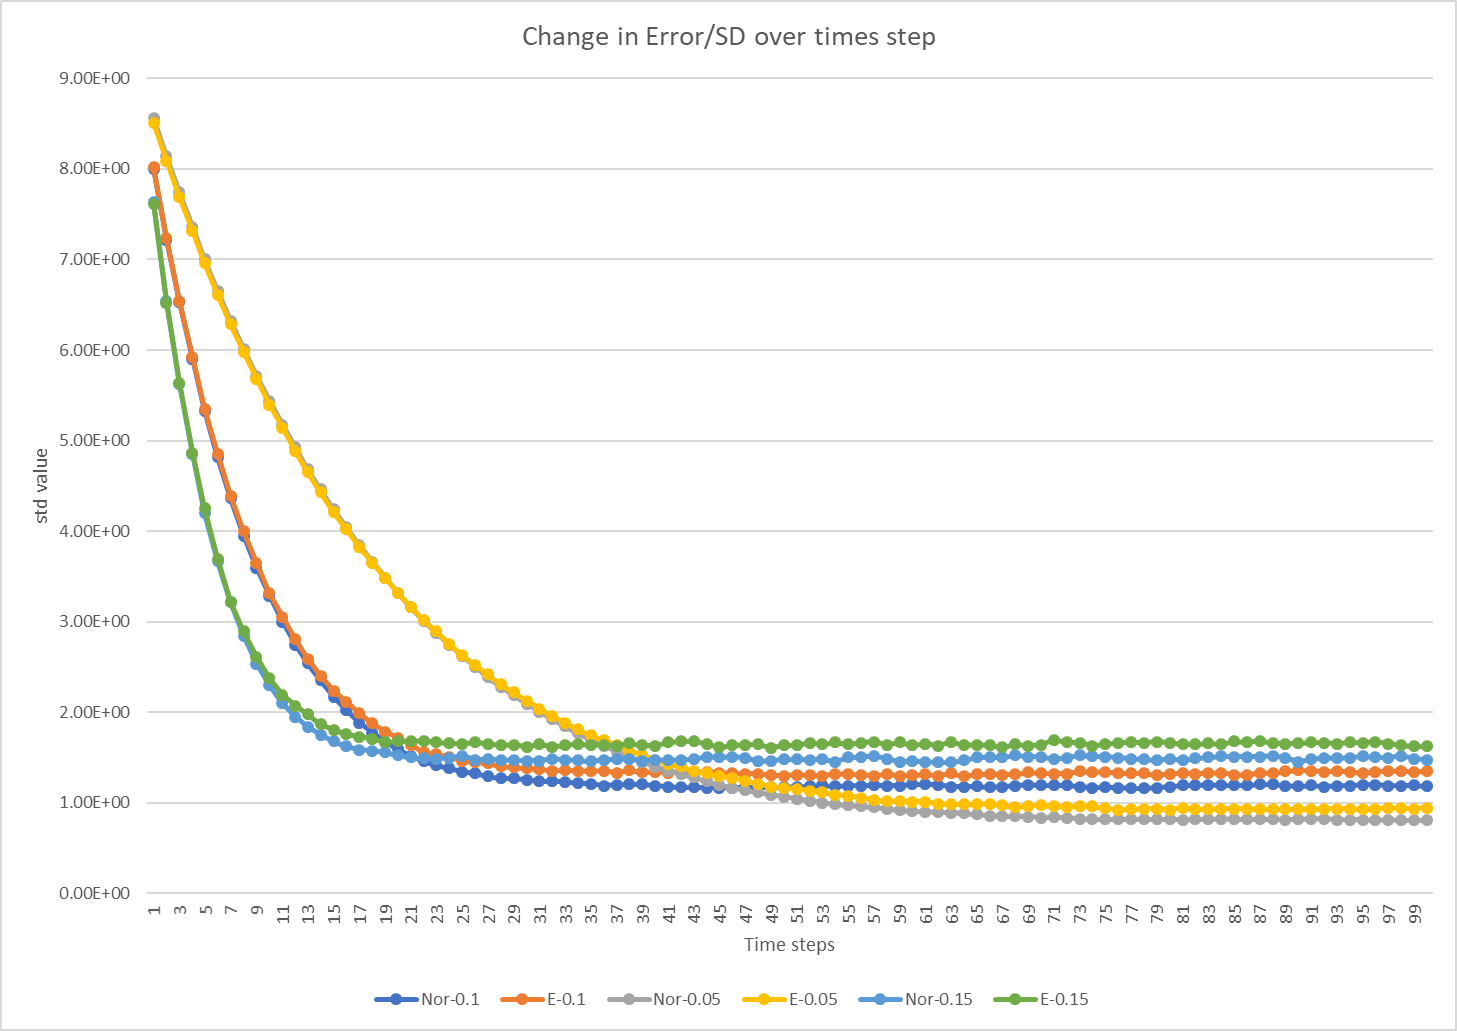 Change in Error/SD over times step
9.00E+00
8.00E+00
7.00E+00
6.00E+00
5.00E+00
4.00E+00
3.00E+00
2.00E+00
1.00E+00
0.00E+00
std value
1 3 5 7 9 11 13 15 17 19 21 23 25 27 29 31 33 35 37 39 41 43 45 47 49 51 53 55 57 59 61 63 65 67 69 71 73 75 77 79 81 83 85 87 89 91 93 95 97 99
Time steps
Nor-0.1 E-0.1 Nor-0.05 E-0.05 Nor-0.15 E-0.15